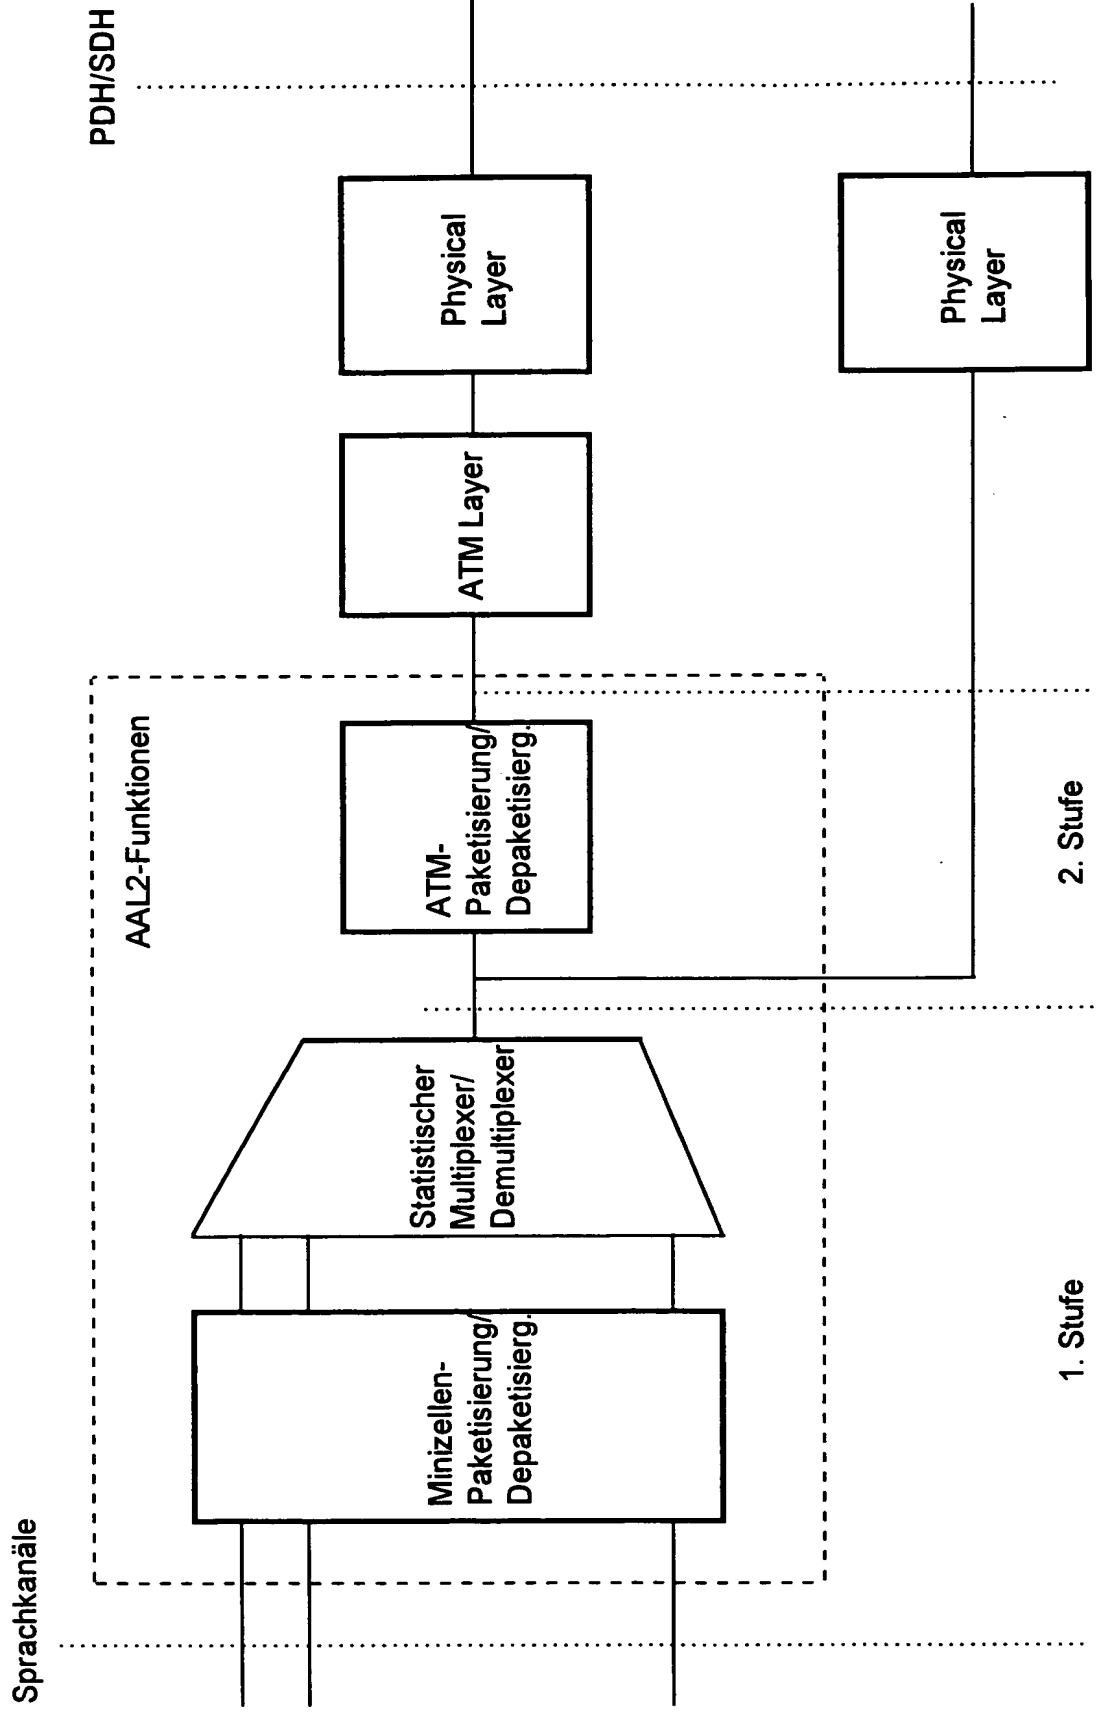 Sprachkanäle
AAL2-Funktionen
PDH/SDH
Minizellen-
Paketisierung/
Depaketisierg.
Statistischer
Multiplexer/
Demultiplexer
ATM-
Paketisierung/
Depaketisierg.
ATM Layer
Physical
Layer
Physical
Layer
1. Stufe
2. Stufe